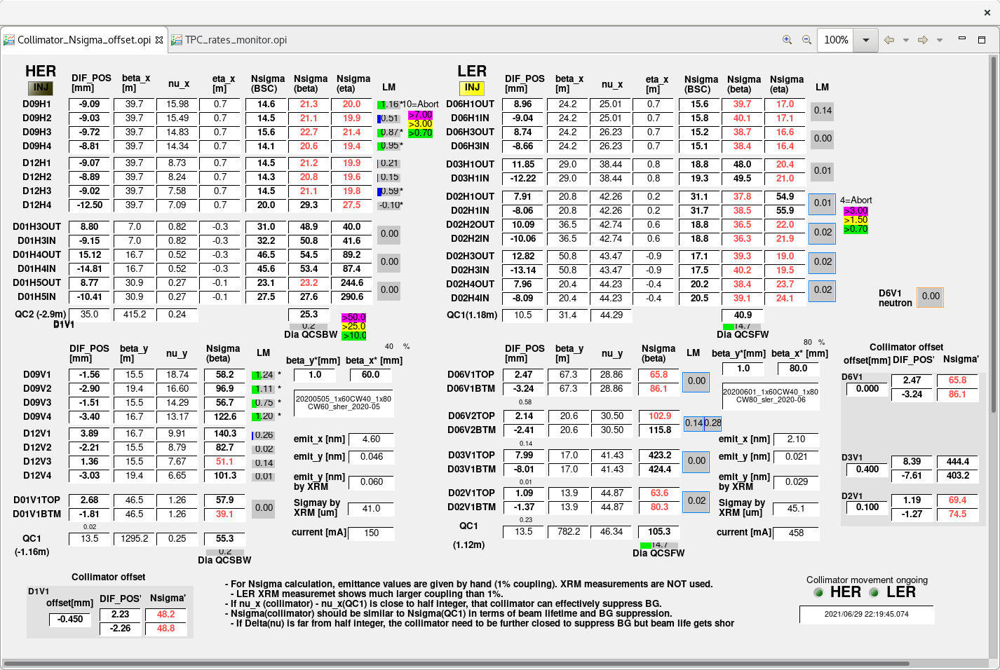 Collimator_Nsigma_offset.opi TPC_rates_monitor.opi 100%
HER DIF_POS [mm] beta_x [m] nu_x eta_x [m] Nsigma (BSC) Nsigma (beta) Nsigma (eta) LM
INJ
D09H1 -9.09 39.7 15.98 0.7 14.6 21.3 20.0 1.16* 10=Abort
D09H2 -9.03 39.7 15.49 0.7 14.5 21.1 19.9 0.51 >7.00
>3.00
D09H3 -9.72 39.7 14.83 0.7 15.6 22.7 21.4 0.87* >0.70
D09H4 -8.81 39.7 14.34 0.7 14.1 20.6 19.4 0.95*
D12H1 -9.07 39.7 8.73 0.7 14.5 21.2 19.9 0.21
D12H2 -8.89 39.7 8.24 0.7 14.3 20.8 19.6 0.15
D12H3 -9.02 39.7 7.58 0.7 14.5 21.1 19.8 0.59*
D12H4 -12.50 39.7 7.09 0.7 20.0 29.3 27.5 -0.10*
D01H3OUT 8.80 7.0 0.82 -0.3 31.0 48.9 40.0 0.00
D01H3IN -9.15 7.0 0.82 -0.3 32.2 50.8 41.6
D01H4OUT 15.12 16.7 0.52 -0.3 46.5 54.5 89.2 0.00
D01H4IN -14.81 16.7 0.52 -0.3 45.6 53.4 87.4
D01H5OUT 8.77 30.9 0.27 -0.1 23.1 23.2 244.6 0.00
D01H5IN -10.41 30.9 0.27 -0.1 27.5 27.6 290.6
QC2 (-2.9m) 35.0 415.2 0.24 25.3 >50.0
D1V1 0.2 >25.0
Dia QCSBW >10.0
LER DIF_POS [mm] beta_x [m] nu_x eta_x [m] Nsigma (BSC) Nsigma (beta) Nsigma (eta) LM
INJ
D06H1OUT 8.96 24.2 25.01 0.7 15.6 39.7 17.0 0.14
D06H1IN -9.04 24.2 25.01 0.7 15.8 40.1 17.1
D06H3OUT 8.74 24.2 26.23 0.7 15.2 38.7 16.6 0.00
D06H3IN -8.66 24.2 26.23 0.7 15.1 38.4 16.4
D03H1OUT 11.85 29.0 38.44 0.8 18.8 48.0 20.4 0.01
D03H1IN -12.22 29.0 38.44 0.8 19.3 49.5 21.0
D02H1OUT 7.91 20.8 42.26 0.2 31.1 37.8 54.9 0.01 4=Abort
D02H1IN -8.06 20.8 42.26 0.2 31.7 38.5 55.9 >3.00
D02H2OUT 10.09 36.5 42.74 0.6 18.8 36.5 22.0 0.02 >1.50
>0.70
D02H2IN -10.06 36.5 42.74 0.6 18.8 36.3 21.9
D02H3OUT 12.82 50.8 43.47 -0.9 17.1 39.3 19.0 0.02
D02H3IN -13.14 50.8 43.47 -0.9 17.5 40.2 19.5
D02H4OUT 7.96 20.4 44.23 -0.4 20.2 38.4 23.7 0.02
D02H4IN -8.09 20.4 44.23 -0.4 20.5 39.1 24.1
D6V1 neutron 0.00
QC1(1.18m) 10.5 31.4 44.29 40.9
14.7
Dia QCSFW
DIF_POS [mm] beta_y [m] nu_y Nsigma (beta) LM
D09V1 -1.56 15.5 18.74 58.2 1.24 *
D09V2 -2.90 19.4 16.60 96.9 1.11 *
D09V3 -1.51 15.5 14.29 56.7 0.75 *
D09V4 -3.40 16.7 13.17 122.6 1.20 *
D12V1 3.89 16.7 9.91 140.3 0.26
D12V2 -2.21 15.5 8.79 82.7 0.02
D12V3 1.36 15.5 7.67 51.1 0.14
D12V4 -3.03 19.4 6.65 101.3 0.01
D01V1TOP 2.68 46.5 1.26 57.9 0.00
D01V1BTM -1.81 46.5 1.26 39.1
0.02
QC1 13.5 1295.2 0.25 55.3
(-1.16m) 0.2
Dia QCSBW
40 %
beta_y*[mm] beta_x* [mm]
1.0 60.0
20200505_1x60CW40_1x80
CW60_sher_2020-05
emit_x [nm] 4.60
emit_y [nm] 0.046
emit_y [nm] by XRM 0.060
Sigmay by XRM [um] 41.0
current [mA] 150
DIF_POS [mm] beta_y [m] nu_y Nsigma (beta) LM
D06V1TOP 2.47 67.3 28.86 65.8 0.00
D06V1BTM -3.24 67.3 28.86 86.1
0.58
D06V2TOP 2.14 20.6 30.50 102.9 0.14 0.28
D06V2BTM -2.41 20.6 30.50 115.8
0.14
D03V1TOP 7.99 17.0 41.43 423.2 0.00
D03V1BTM -8.01 17.0 41.43 424.4
0.01
D02V1TOP 1.09 13.9 44.87 63.6 0.02
D02V1BTM -1.37 13.9 44.87 80.3
0.23
QC1 13.5 782.2 46.34 105.3
(1.12m) 14.7
Dia QCSFW
80 %
beta_y*[mm] beta_x* [mm]
1.0 80.0
20200601_1x60CW40_1x80
CW80_sler_2020-06
emit_x [nm] 2.10
emit_y [nm] 0.021
emit_y [nm] by XRM 0.029
Sigmay by XRM [um] 45.1
current [mA] 458
Collimator offset
offset[mm] DIF_POS' Nsigma'
D6V1 0.000 2.47 65.8
-3.24 86.1
D3V1 0.400 8.39 444.4
-7.61 403.2
D2V1 0.100 1.19 69.4
-1.27 74.5
Collimator offset
D1V1
offset[mm] DIF_POS' Nsigma'
-0.450 2.23 48.2
-2.26 48.8
- For Nsigma calculation, emittance values are given by hand (1% coupling). XRM measurements are NOT used.
- LER XRM measuremet shows much larger coupling than 1%.
- If nu_x (collimator) - nu_x(QC1) is close to half integer, that collimator can effectively suppress BG.
- Nsigma(collimator) should be similar to Nsigma(QC1) in terms of beam lifetime and BG suppression.
- If Delta(nu) is far from half integer, the collimator need to be further closed to suppress BG but beam life gets shor
Collimator movement ongoing
HER LER
2021/06/29 22:19:45.074